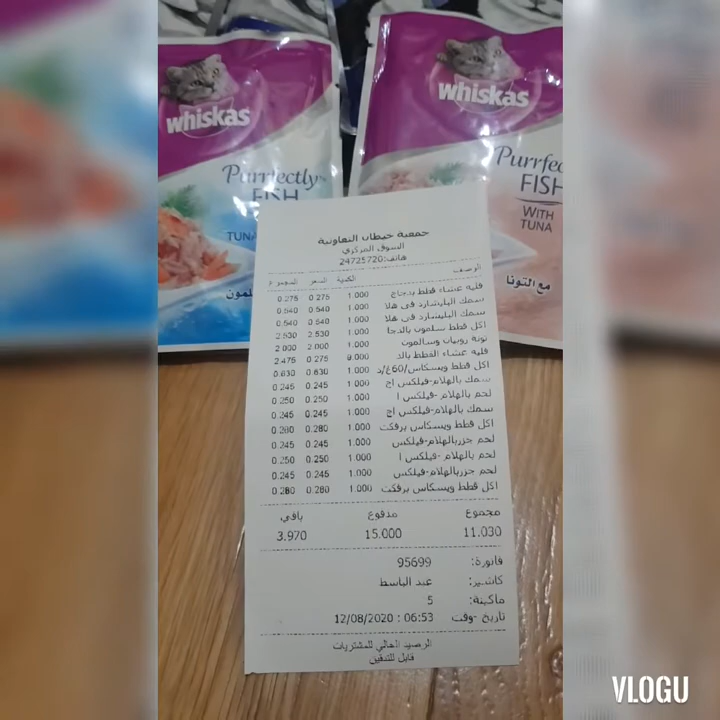 whiskas
whiskas
Purrfectly
FISH
TUNA
Purrfec
FISH
WITH
TUNA
مع التونا
جمعية خيطان التعاونية
السوق المركزي
هاتف:24725720
الوصف الكمية السعر المجموع
فليه عشاء قطط بدجاج 1.000 0.275 0.275
سمك البليشارد في هلا 1.000 0.540 0.540
سمك البليشارد في هلا 1.000 0.540 0.540
اكل قطط سلمون بالدجا 1.000 2.530 2.530
تونة روبيان وسالمون 1.000 2.000 2.000
فليه عشاء القطط بالد 9.000 0.275 2.475
اكل قطط ويسكاس/60غ/د 1.000 0.630 0.630
سمك بالهلام-فيلكس اج 1.000 0.245 0.245
لحم بالهلام -فيلكس ا 1.000 0.250 0.250
سمك بالهلام-فيلكس اج 1.000 0.245 0.245
اكل قطط ويسكاس برفكت 1.000 0.280 0.280
لحم جزربالهلام-فيلكس 1.000 0.245 0.245
لحم بالهلام -فيلكس ا 1.000 0.250 0.250
لحم جزربالهلام-فيلكس 1.000 0.245 0.245
اكل قطط ويسكاس برفكت 1.000 0.280 0.280
مجموع مدفوع باقي
11.030 15.000 3.970
فاتورة: 95699
كاشير: عبد الباسط
ماكينة: 5
تاريخ -وقت 12/08/2020 : 06:53
الرصيد الحالي للمشتريات
قابل للتدقيق
VLOGU